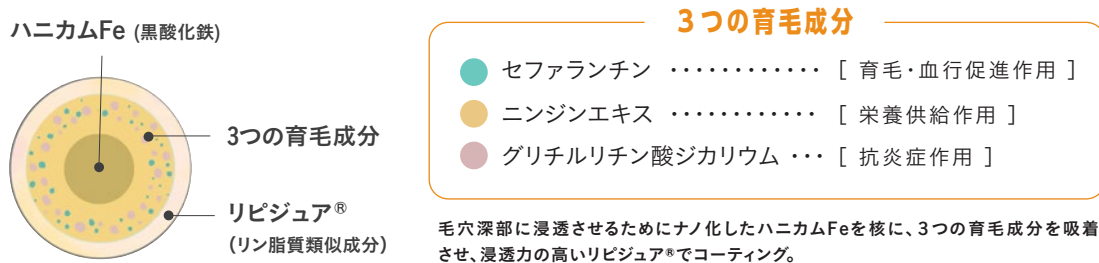 ハニカムFe (黒酸化鉄)
3つの育毛成分
リピジュア®
(リン脂質類似成分)
3つの育毛成分
セファランチン ············ [ 育毛・血行促進作用 ]
ニンジンエキス ············ [ 栄養供給作用 ]
グリチルリチン酸ジカリウム ··· [ 抗炎症作用 ]
毛穴深部に浸透させるためにナノ化したハニカムFeを核に、3つの育毛成分を吸着
させ、浸透力の高いリピジュア®でコーティング。